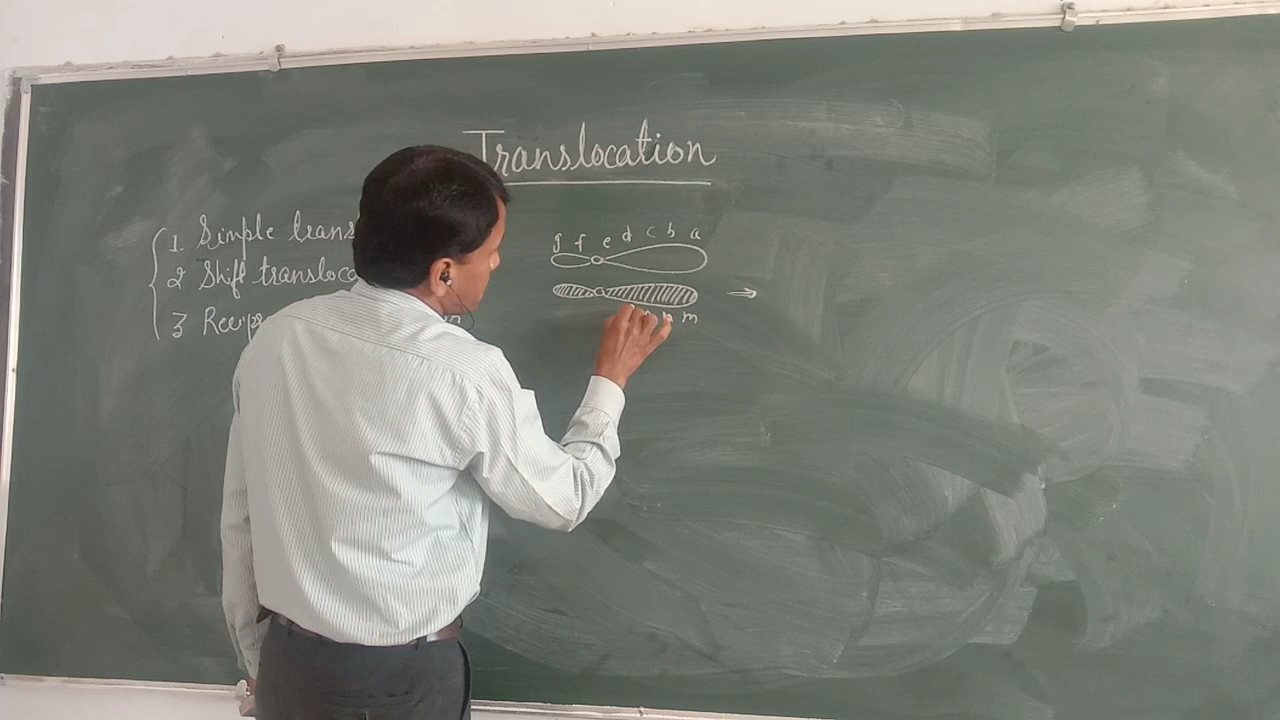 Translocation
1. Simple trans
2 Shift transloca
3 Recip
g f e d c b a
m